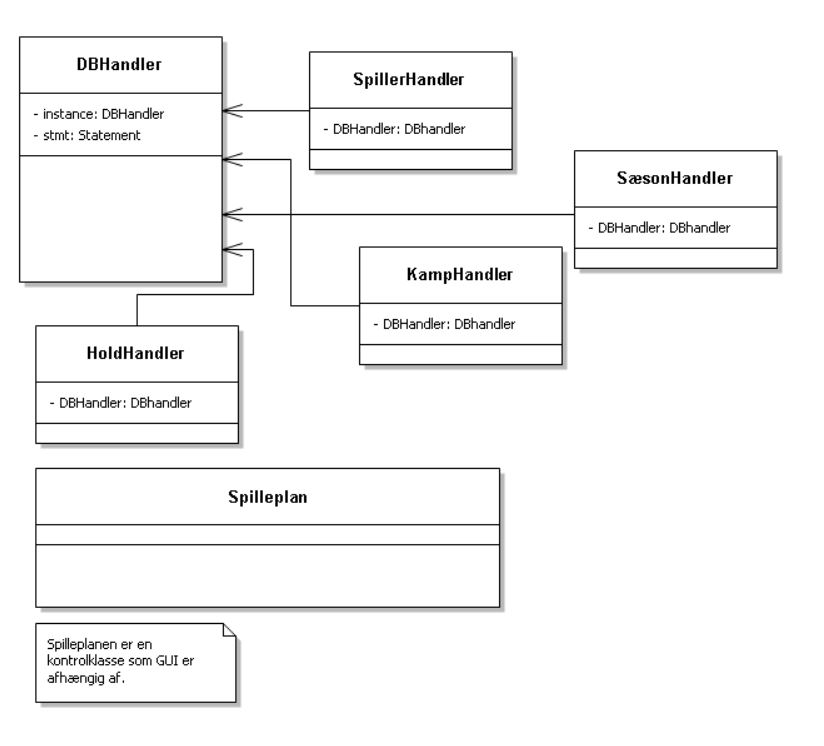 DBHandler
- instance: DBHandler
- stmt: Statement
SpillerHandler
- DBHandler: DBhandler
SæsonHandler
- DBHandler: DBhandler
KampHandler
- DBHandler: DBhandler
HoldHandler
- DBHandler: DBhandler
Spilleplan
Spilleplanen er en
kontrolklasse som GUI er
afhængig af.